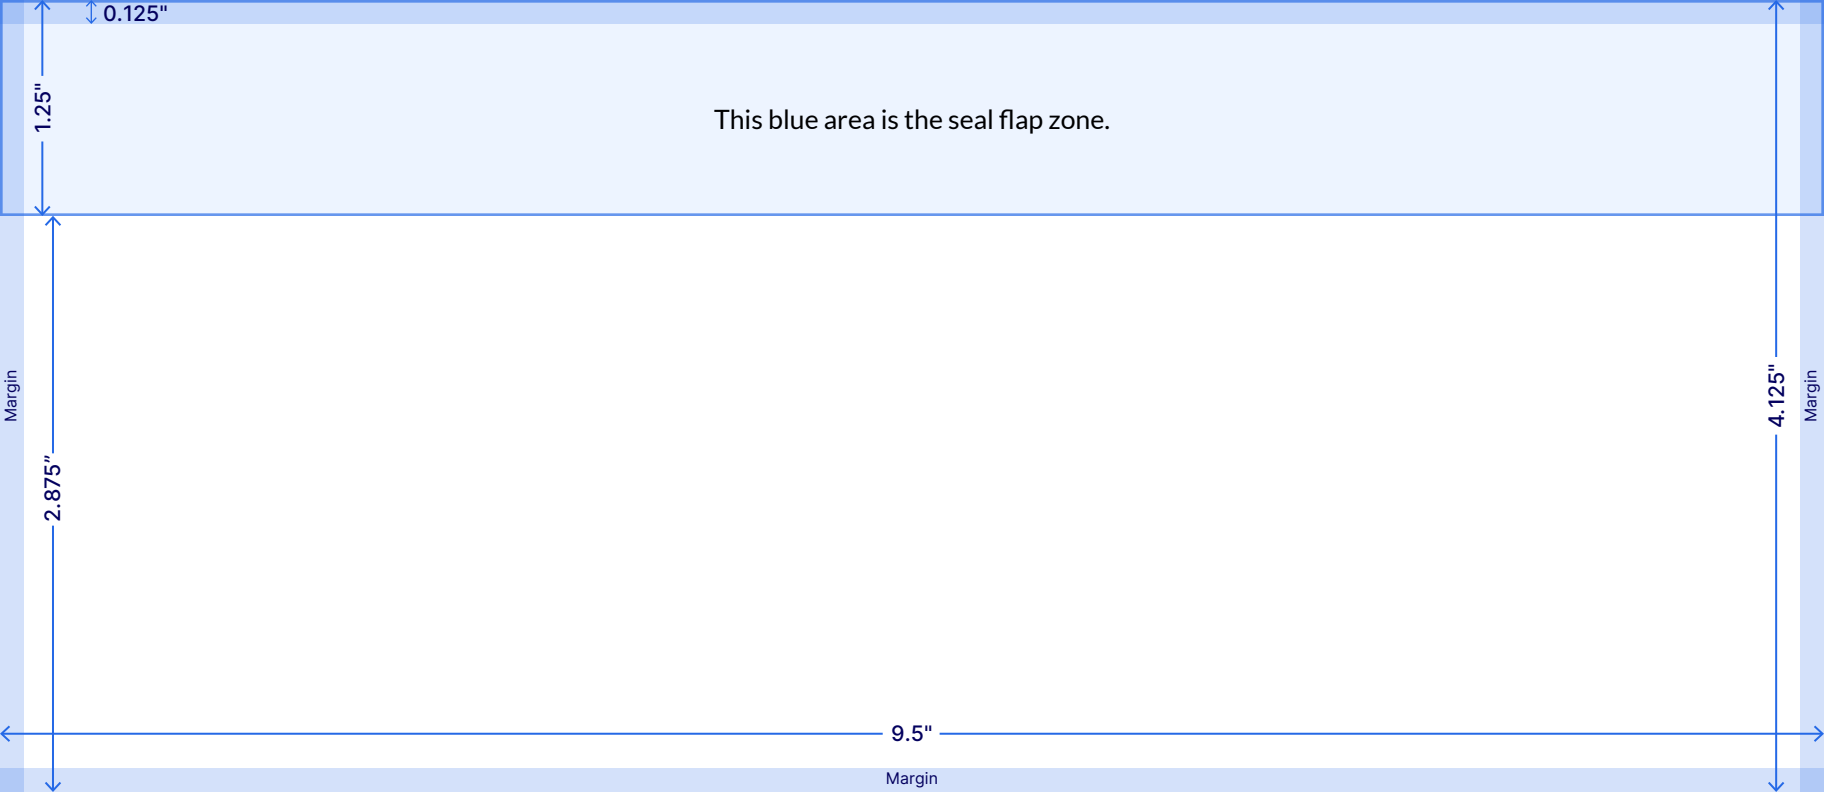 0.125"
1.25"
This blue area is the seal flap zone.
Margin
4.125"
Margin
2.875”
9.5"
Margin